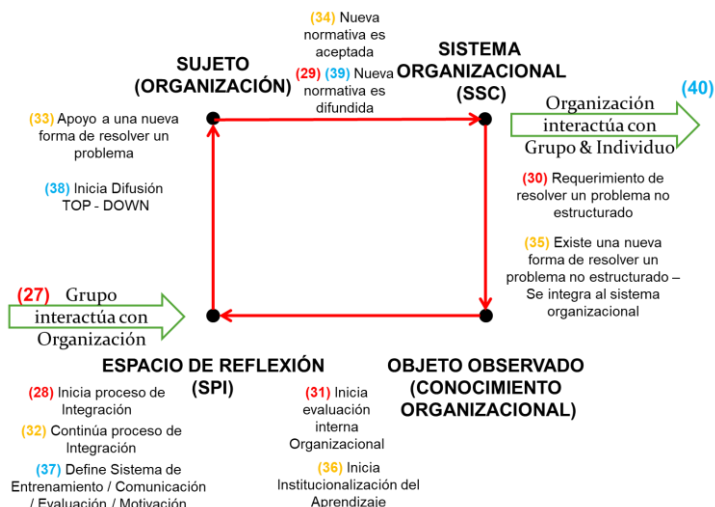 (34) Nueva
normativa es
aceptada
SUJETO
(ORGANIZACIÓN)
(29) (39) Nueva
normativa es
difundida
SISTEMA
ORGANIZACIONAL
(SSC)
(40)
Organización
interactúa con
Grupo & Individuo
(33) Apoyo a una nueva
forma de resolver un
problema
(38) Inicia Difusión
TOP - DOWN
(30) Requerimiento de
resolver un problema no
estructurado
(35) Existe una nueva
forma de resolver un
problema no estructurado –
Se integra al sistema
organizacional
(27) Grupo
interactúa con
Organización
ESPACIO DE REFLEXIÓN
(SPI)
OBJETO OBSERVADO
(CONOCIMIENTO
ORGANIZACIONAL)
(28) Inicia proceso de
Integración
(32) Continúa proceso de
Integración
(37) Define Sistema de
Entrenamiento / Comunicación
/ Evaluación / Motivación
(31) Inicia
evaluación
interna
Organizacional
(36) Inicia
Institucionalización del
Aprendizaje